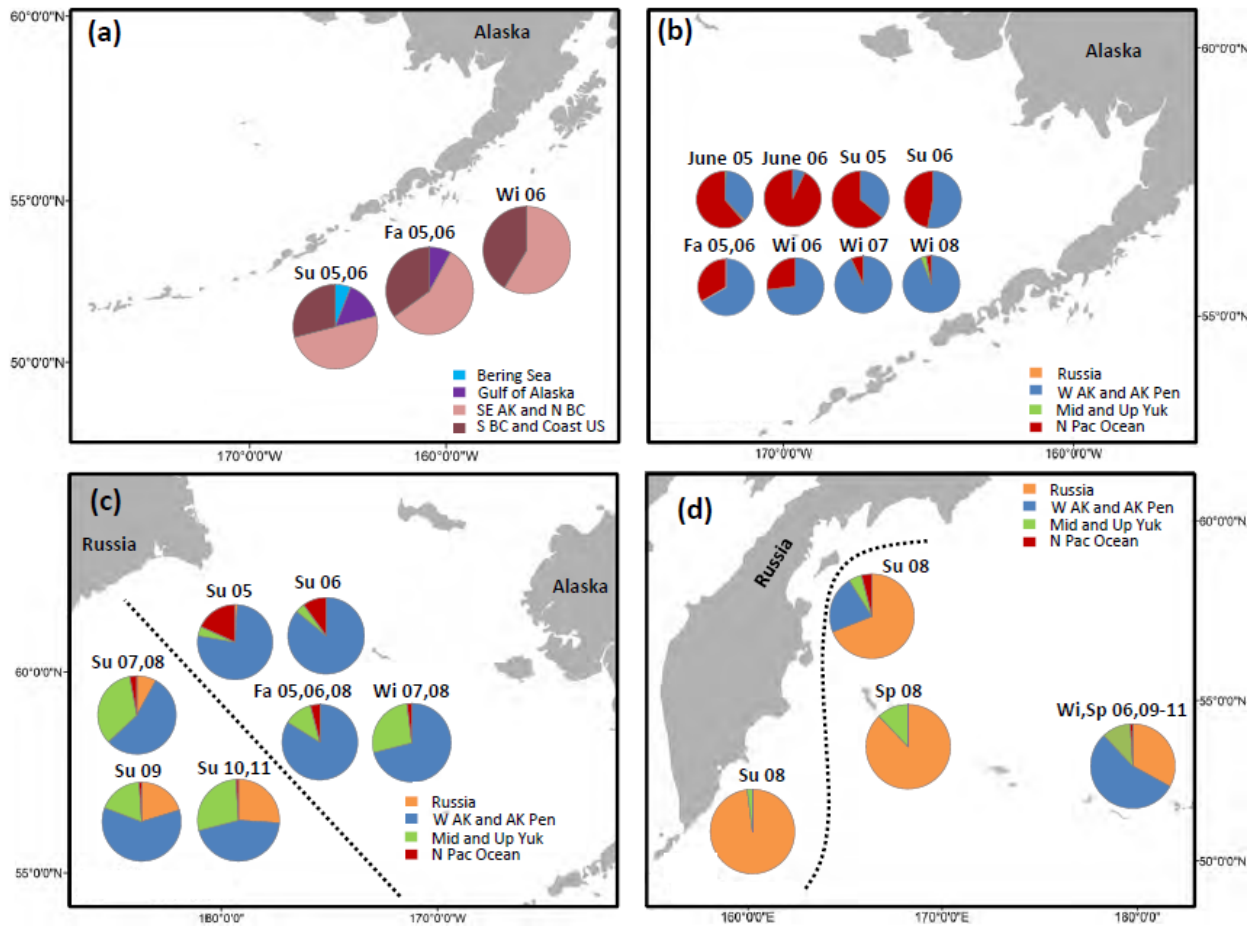 (a)
Alaska
60°0'0"N
55°0'0"N
50°0'0"N
Wi 06
Fa 05,06
Su 05,06
Bering Sea
Gulf of Alaska
SE AK and N BC
S BC and Coast US
170°0'0"W
160°0'0"W
(b)
Alaska
60°0'0"N
55°0'0"N
June 05
June 06
Su 05
Su 06
Fa 05,06
Wi 06
Wi 07
Wi 08
Russia
W AK and AK Pen
Mid and Up Yuk
N Pac Ocean
170°0'0"W
160°0'0"W
(c)
Russia
Alaska
Su 05
Su 06
60°0'0"N
Su 07,08
Fa 05,06,08
Wi 07,08
Su 09
Su 10,11
Russia
W AK and AK Pen
Mid and Up Yuk
N Pac Ocean
55°0'0"N
180°0'0"
170°0'0"W
(d)
Russia
W AK and AK Pen
Mid and Up Yuk
N Pac Ocean
60°0'0"N
Russia
Su 08
Sp 08
55°0'0"N
Wi,Sp 06,09-11
Su 08
50°0'0"N
160°0'0"E
170°0'0"E
180°0'0"